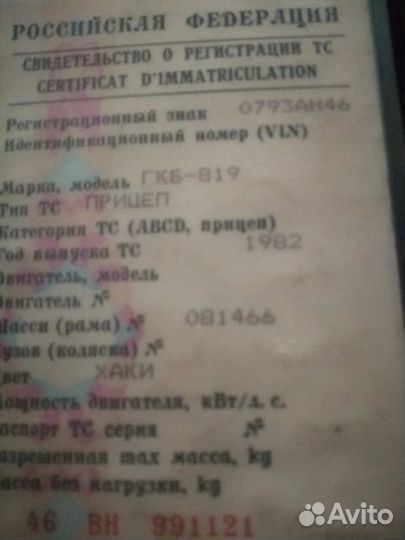 РОССИЙСКАЯ ФЕДЕРАЦИЯ
СВИДЕТЕЛЬСТВО О РЕГИСТРАЦИИ ТС
CERTIFICAT D'IMMATRICULATION
Регистрационный знак 0793АН46
Идентификационный номер (VIN)
Марка, модель ГКБ-819
Тип ТС ПРИЦЕП
Категория ТС (ABCD, прицеп)
Год выпуска ТС 1982
Двигатель, модель
Двигатель №
Шасси (рама) № 081466
Кузов (коляска) №
Цвет ХАКИ
Мощность двигателя, кВт/л. с.
Паспорт ТС серия №
Разрешенная max масса, kg
Масса без нагрузки, kg
46 ВН 991121
Avito